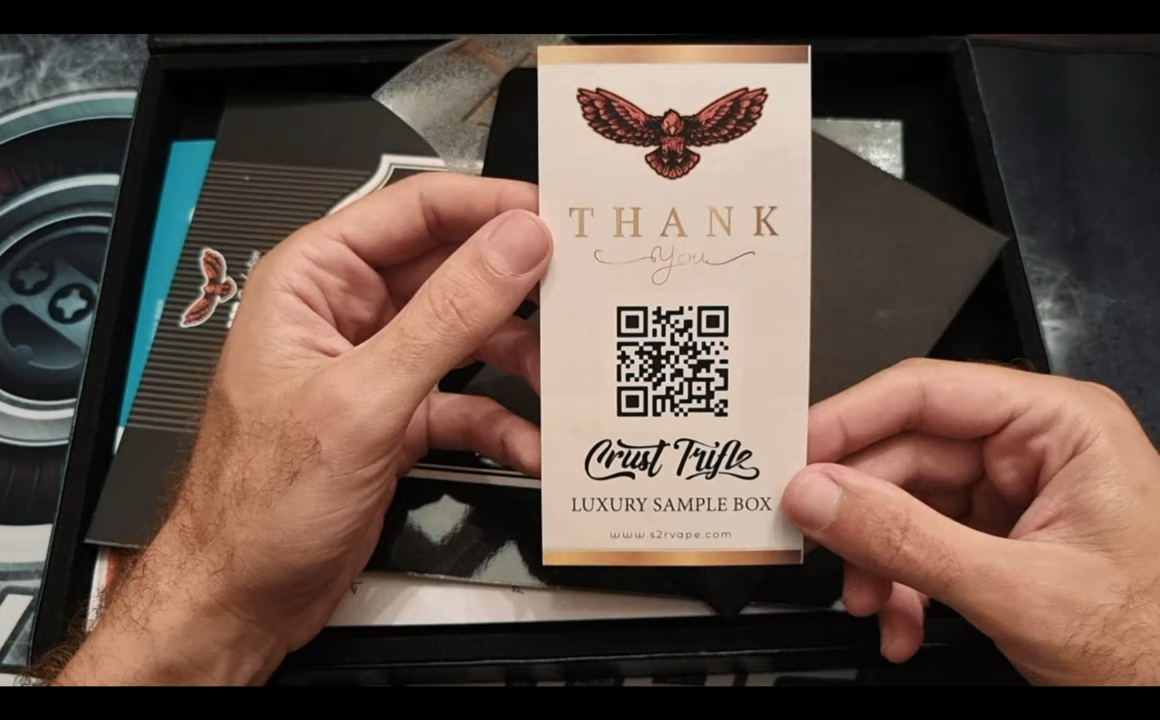 THANK
you
Crust Trifle
LUXURY SAMPLE BOX
www.s2rvape.com